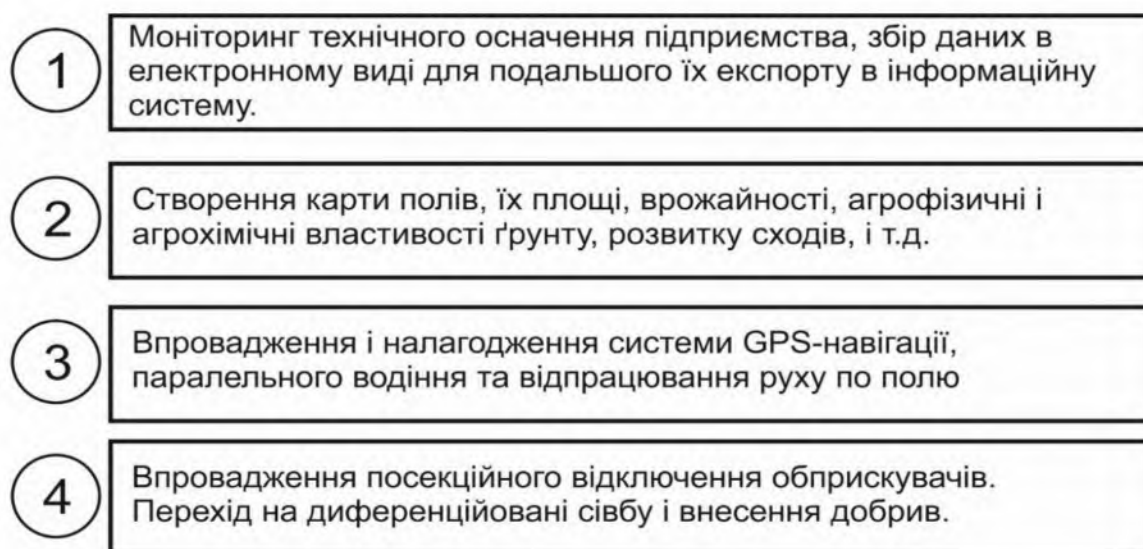 1
Моніторинг технічного осначення підприємства, збір даних в
електронному виді для подальшого їх експорту в інформаційну
систему.
2
Створення карти полів, їх площі, врожайності, агрофізичні і
агрохімічні властивості ґрунту, розвитку сходів, і т.д.
3
Впровадження і налагодження системи GPS-навігації,
паралельного водіння та відпрацювання руху по полю
4
Впровадження посекційного відключення обприскувачів.
Перехід на диференційовані сівбу і внесення добрив.